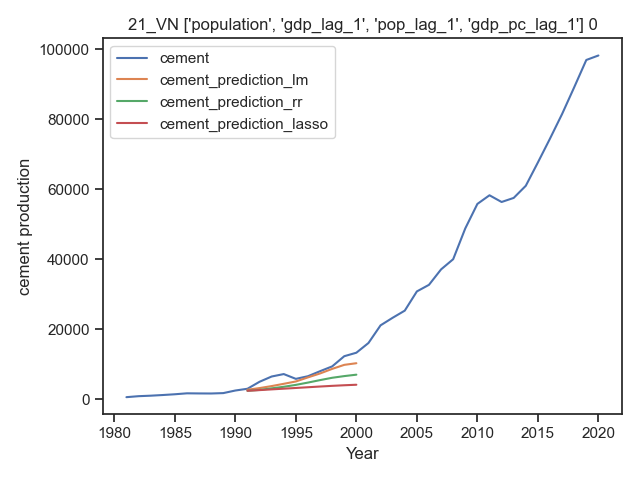 21_VN ['population', 'gdp_lag_1', 'pop_lag_1', 'gdp_pc_lag_1'] 0
cement
cement_prediction_lm
cement_prediction_rr
cement_prediction_lasso
cement production
100000
80000
60000
40000
20000
0
1980 1985 1990 1995 2000 2005 2010 2015 2020
Year